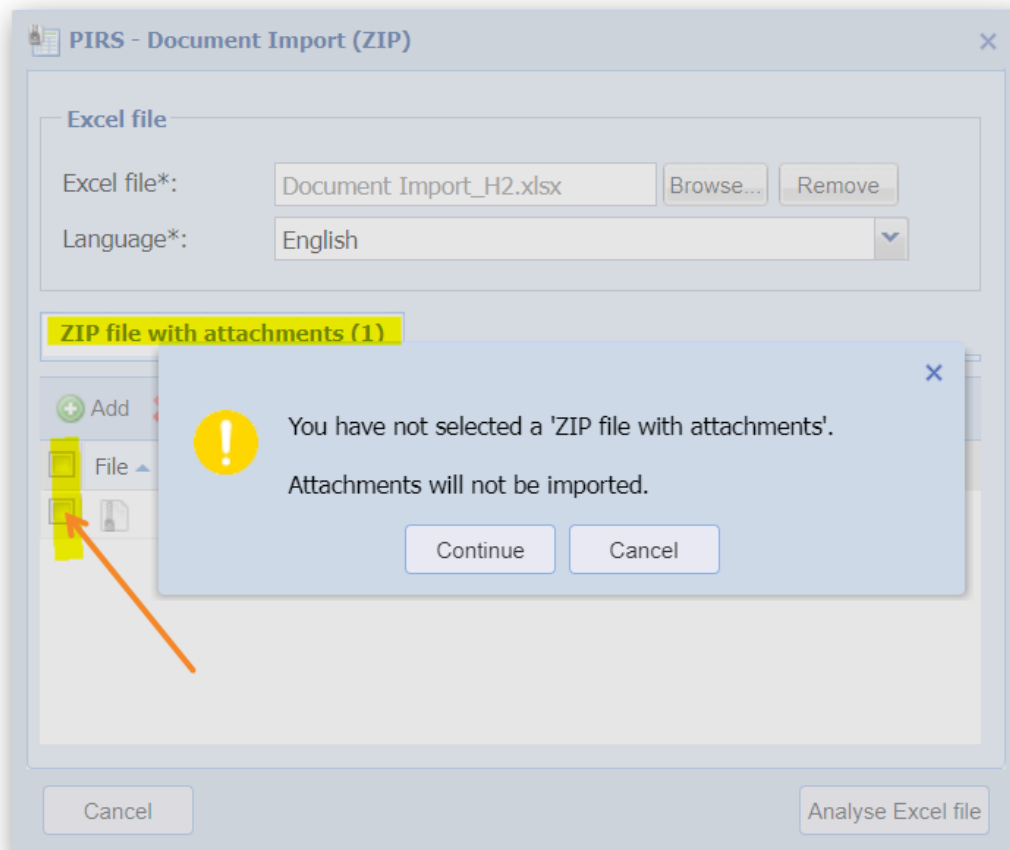 PIRS - Document Import (ZIP)
Excel file
Excel file*:
Document Import_H2.xlsx
Browse...
Remove
Language*:
English
ZIP file with attachments (1)
Add
File
You have not selected a 'ZIP file with attachments'.
Attachments will not be imported.
Continue
Cancel
Cancel
Analyse Excel file